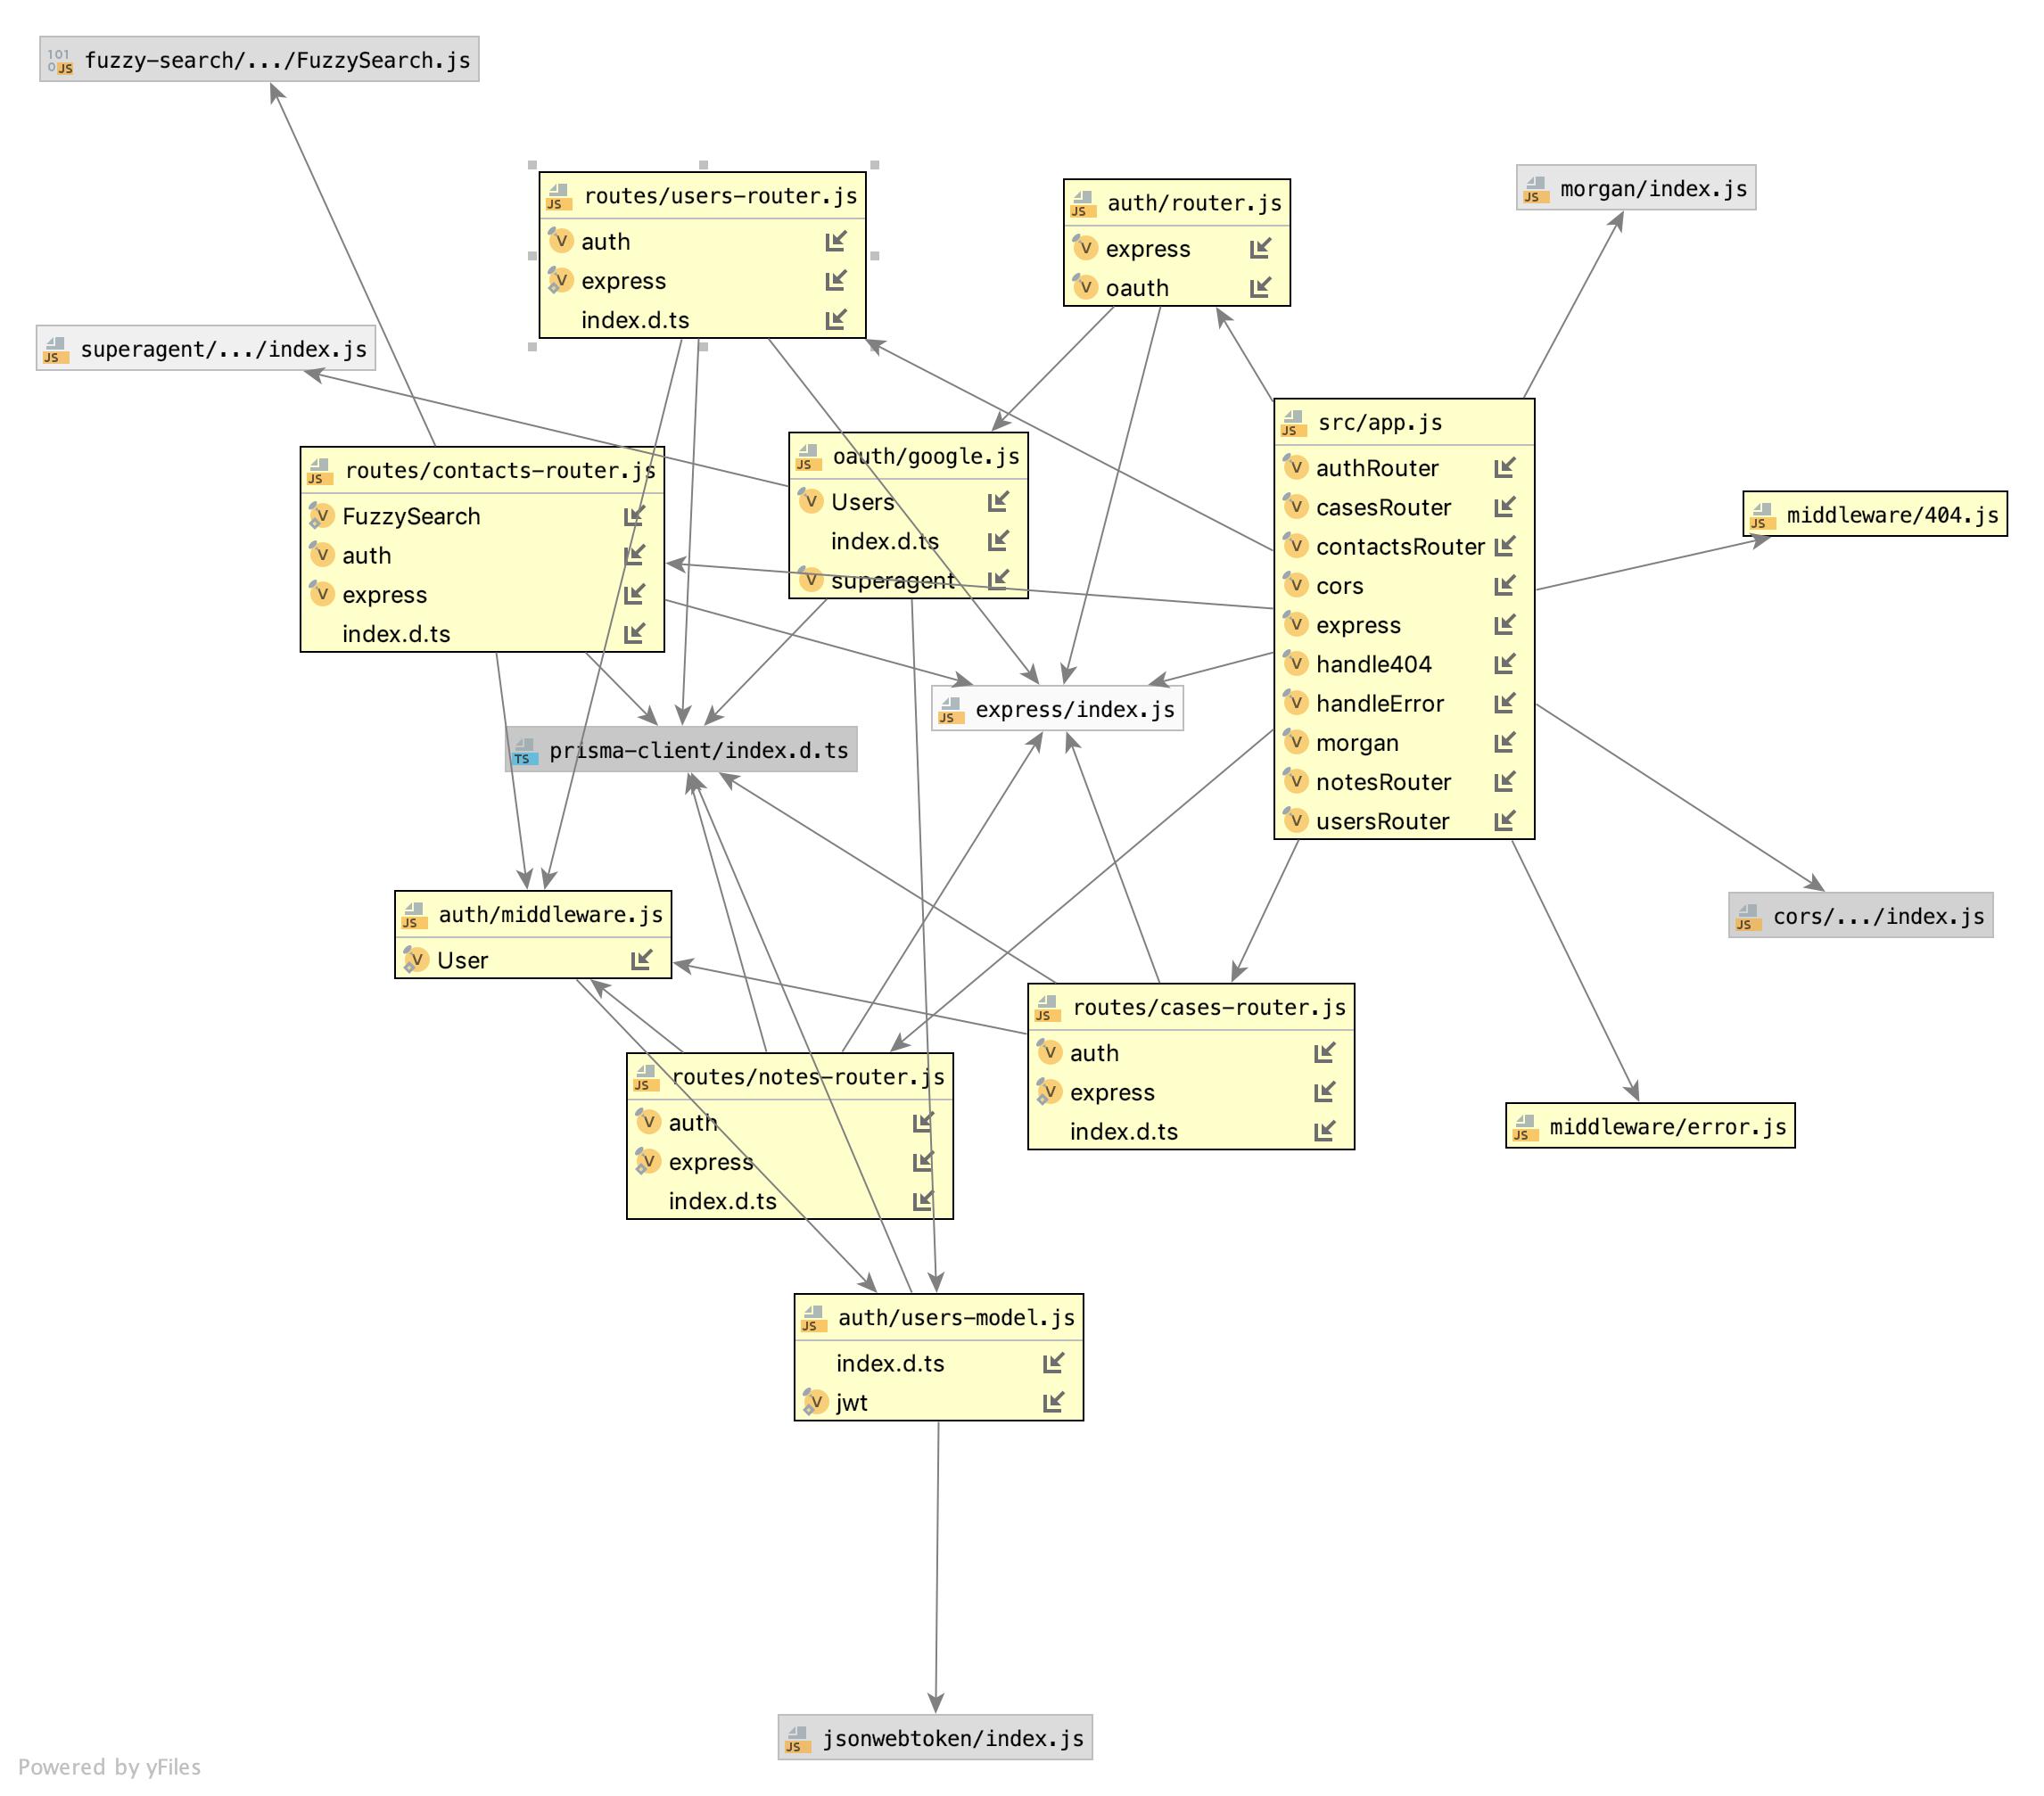 fuzzy-search/.../FuzzySearch.js
routes/users-router.js
auth
express
index.d.ts
auth/router.js
express
oauth
morgan/index.js
superagent/.../index.js
routes/contacts-router.js
FuzzySearch
auth
express
index.d.ts
oauth/google.js
Users
index.d.ts
superagent
src/app.js
authRouter
casesRouter
contactsRouter
cors
express
handle404
handleError
morgan
notesRouter
usersRouter
middleware/404.js
express/index.js
prisma-client/index.d.ts
auth/middleware.js
User
cors/.../index.js
routes/cases-router.js
auth
express
index.d.ts
routes/notes-router.js
auth
express
index.d.ts
middleware/error.js
auth/users-model.js
index.d.ts
jwt
jsonwebtoken/index.js
Powered by yFiles